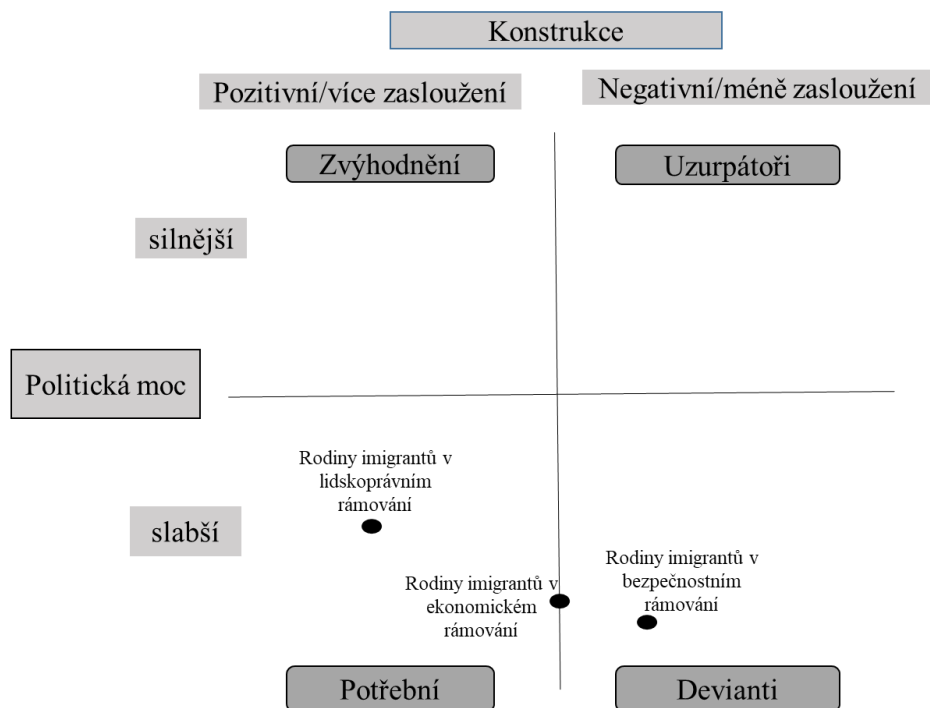 Konstrukce
Pozitivní/více zasloužení
Negativní/méně zasloužení
Zvýhodnění
Uzurpátoři
silnější
Politická moc
Rodiny imigrantů v
lidskoprávním
rámování
slabší
Rodiny imigrantů v
ekonomickém
rámování
Rodiny imigrantů v
bezpečnostním
rámování
Potřební
Devianti